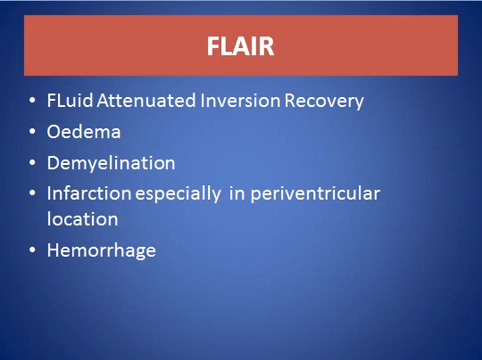 FLAIR
• FLuid Attenuated Inversion Recovery
• Oedema
• Demyelination
• Infarction especially in periventricular
location
• Hemorrhage